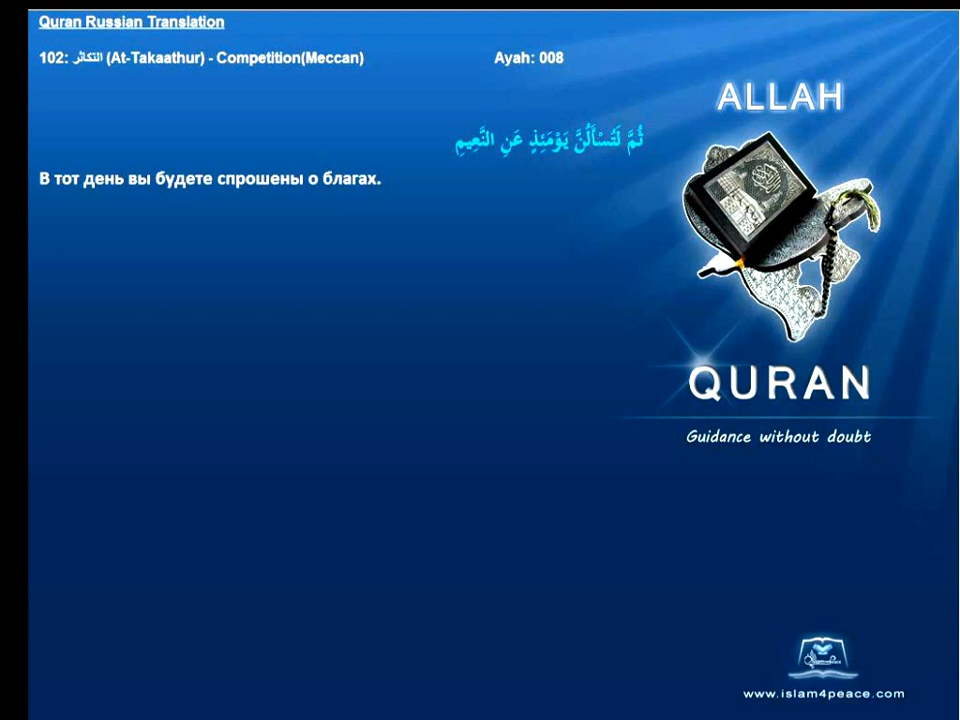 Quran Russian Translation
102: التكاثر (At-Takaathur) - Competition(Meccan) Ayah: 008
ALLAH
ثُمَّ لَتُسْأَلُنَّ يَوْمَئِذٍ عَنِ النَّعِيمِ
В тот день вы будете спрошены о благах.
QURAN
Guidance without doubt
www.islam4peace.com